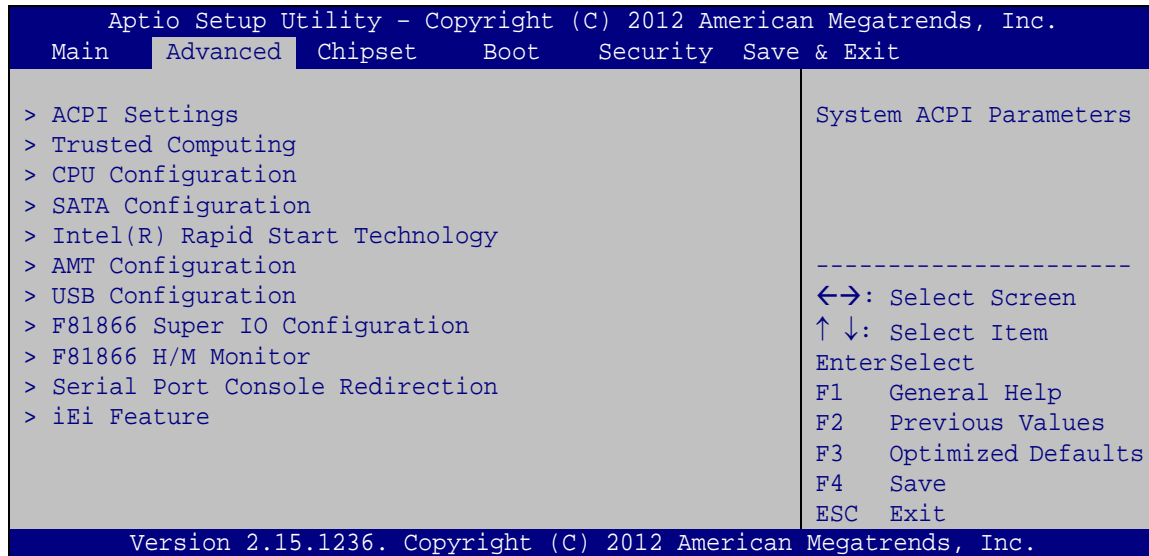 Aptio Setup Utility – Copyright (C) 2012 American Megatrends, Inc.
Main Advanced Chipset Boot Security Save & Exit
> ACPI Settings
> Trusted Computing
> CPU Configuration
> SATA Configuration
> Intel(R) Rapid Start Technology
> AMT Configuration
> USB Configuration
> F81866 Super IO Configuration
> F81866 H/M Monitor
> Serial Port Console Redirection
> iEi Feature
System ACPI Parameters
----------------------
←→: Select Screen
↑ ↓: Select Item
EnterSelect
F1 General Help
F2 Previous Values
F3 Optimized Defaults
F4 Save
ESC Exit
Version 2.15.1236. Copyright (C) 2012 American Megatrends, Inc.